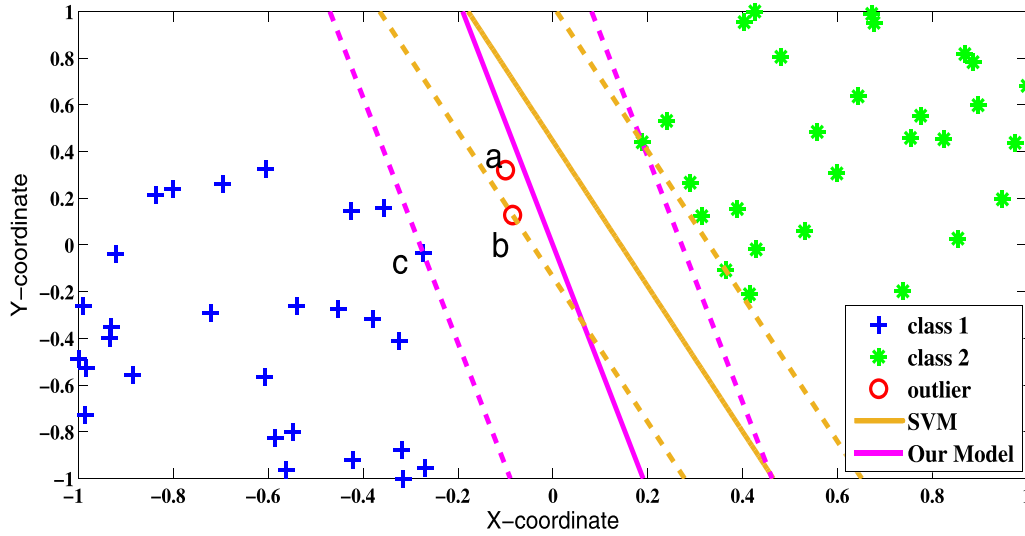 1
0.8
0.6
0.4
0.2
0
−0.2
−0.4
−0.6
−0.8
−1
Y−coordinate
a
b
c
class 1
class 2
outlier
SVM
Our Model
−1 −0.8 −0.6 −0.4 −0.2 0 0.2 0.4 0.6 0.8 1
X−coordinate